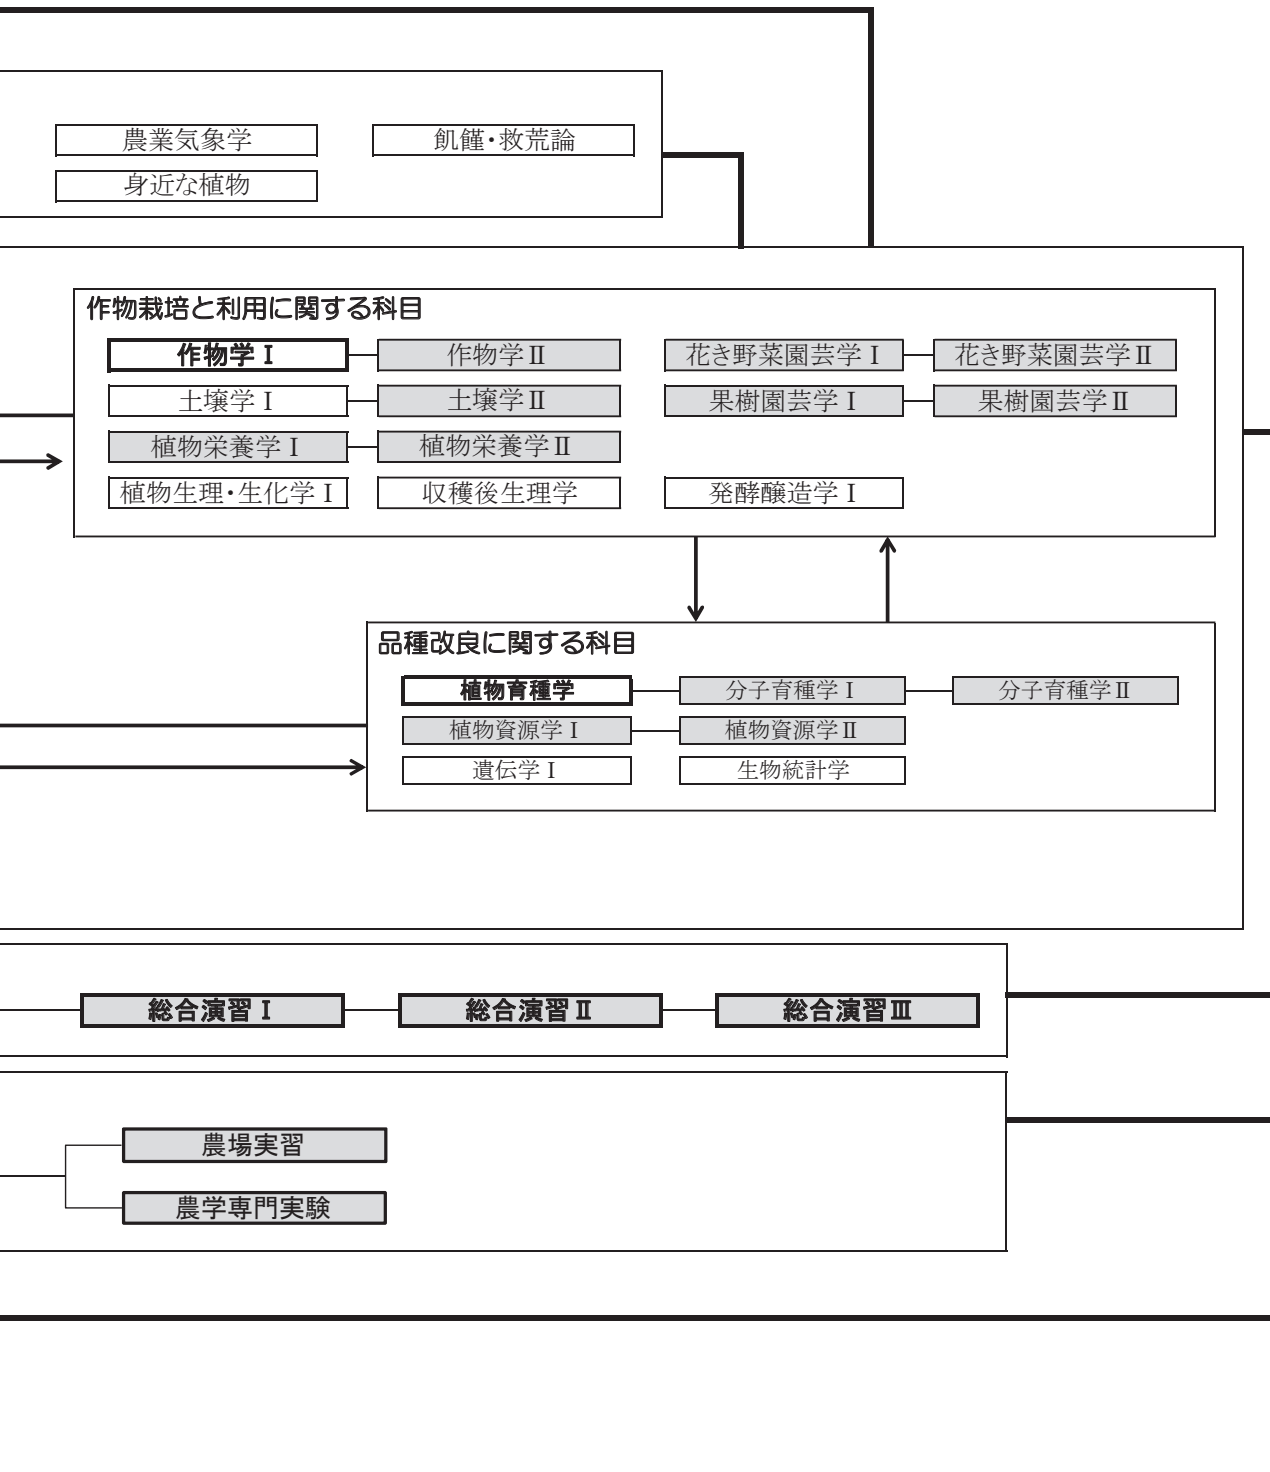 農業気象学
飢饉・救荒論
身近な植物
作物栽培と利用に関する科目
作物学Ⅰ
作物学Ⅱ
花き野菜園芸学Ⅰ
花き野菜園芸学Ⅱ
土壌学Ⅰ
土壌学Ⅱ
果樹園芸学Ⅰ
果樹園芸学Ⅱ
植物栄養学Ⅰ
植物栄養学Ⅱ
植物生理・生化学Ⅰ
収穫後生理学
発酵醸造学Ⅰ
品種改良に関する科目
植物育種学
分子育種学Ⅰ
分子育種学Ⅱ
植物資源学Ⅰ
植物資源学Ⅱ
遺伝学Ⅰ
生物統計学
総合演習Ⅰ
総合演習Ⅱ
総合演習Ⅲ
農場実習
農学専門実験